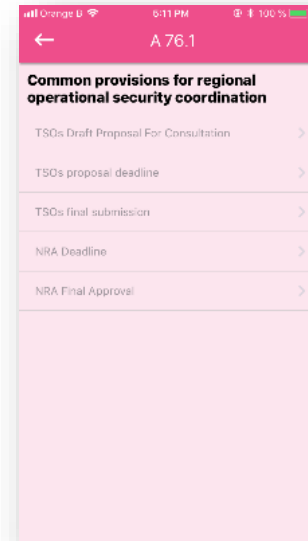 Orange B 6:11 PM 100 %
A 76.1
Common provisions for regional
operational security coordination
TSOs Draft Proposal For Consultation
TSOs proposal deadline
TSOs final submission
NRA Deadline
NRA Final Approval